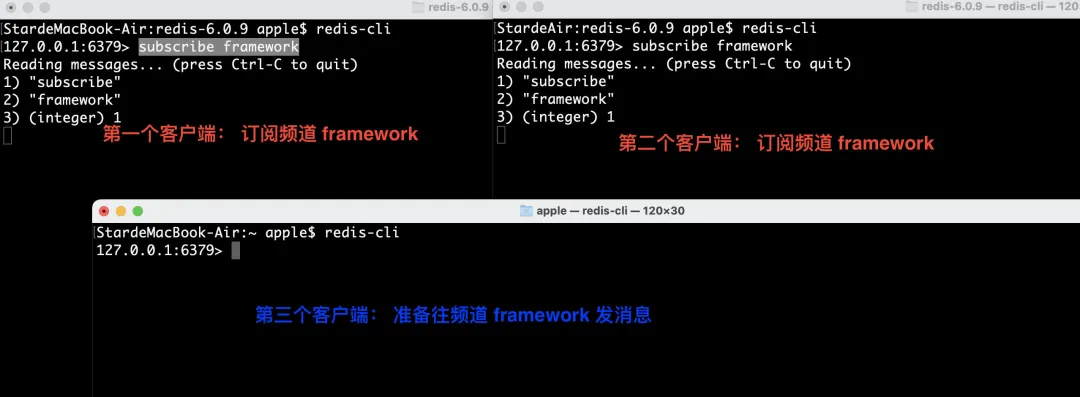 redis-6.0.9
StardeMacBook-Air:redis-6.0.9 apple$ redis-cli
127.0.0.1:6379> subscribe framework
Reading messages... (press Ctrl-C to quit)
1) "subscribe"
2) "framework"
3) (integer) 1
第一个客户端： 订阅频道 framework
redis-6.0.9 — redis-cli — 120
StardeAir:redis-6.0.9 apple$ redis-cli
127.0.0.1:6379> subscribe framework
Reading messages... (press Ctrl-C to quit)
1) "subscribe"
2) "framework"
3) (integer) 1
第二个客户端： 订阅频道 framework
apple — redis-cli — 120×30
StardeMacBook-Air:~ apple$ redis-cli
127.0.0.1:6379>
第三个客户端： 准备往频道 framework 发消息